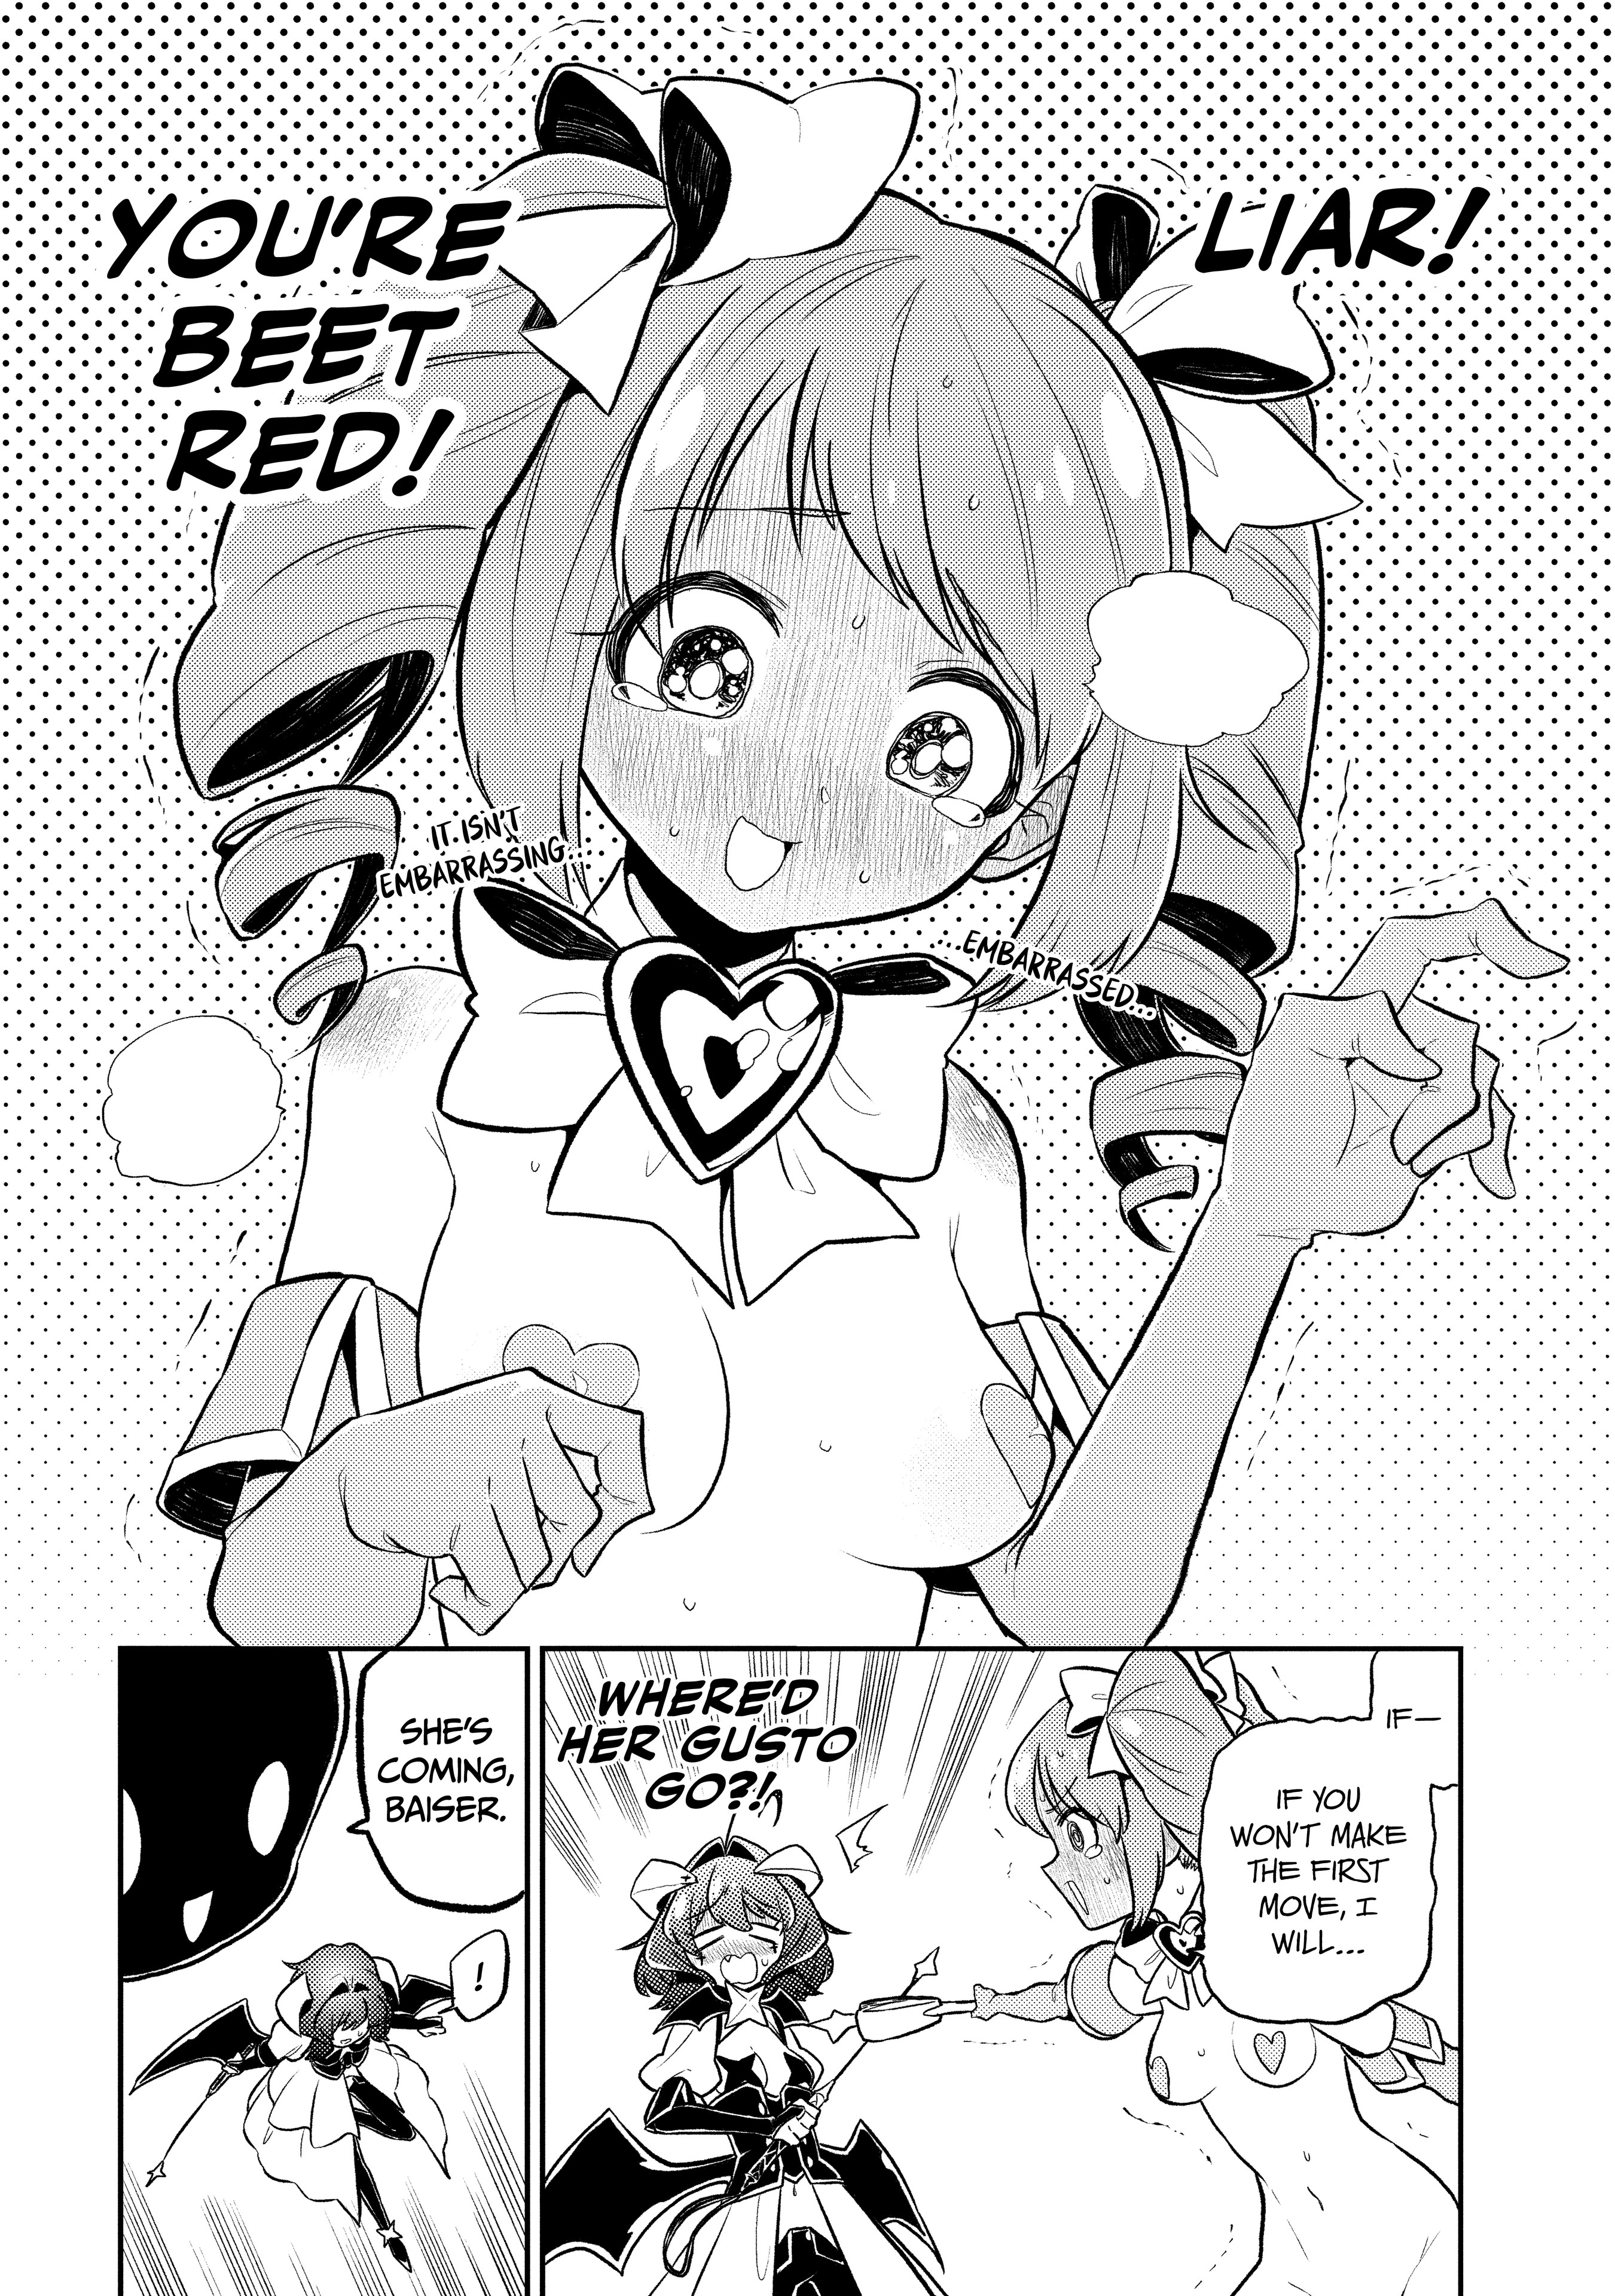 LIAR!
YOU'RE
BEET
RED!
...EMBARRASSED...
IT ISN'T
EMBARRASSING...
IF—
IF YOU
WON'T MAKE
THE FIRST
MOVE, I
WILL...
WHERE'D
HER GUSTO
GO?!
SHE'S
COMING,
BAISER.
!